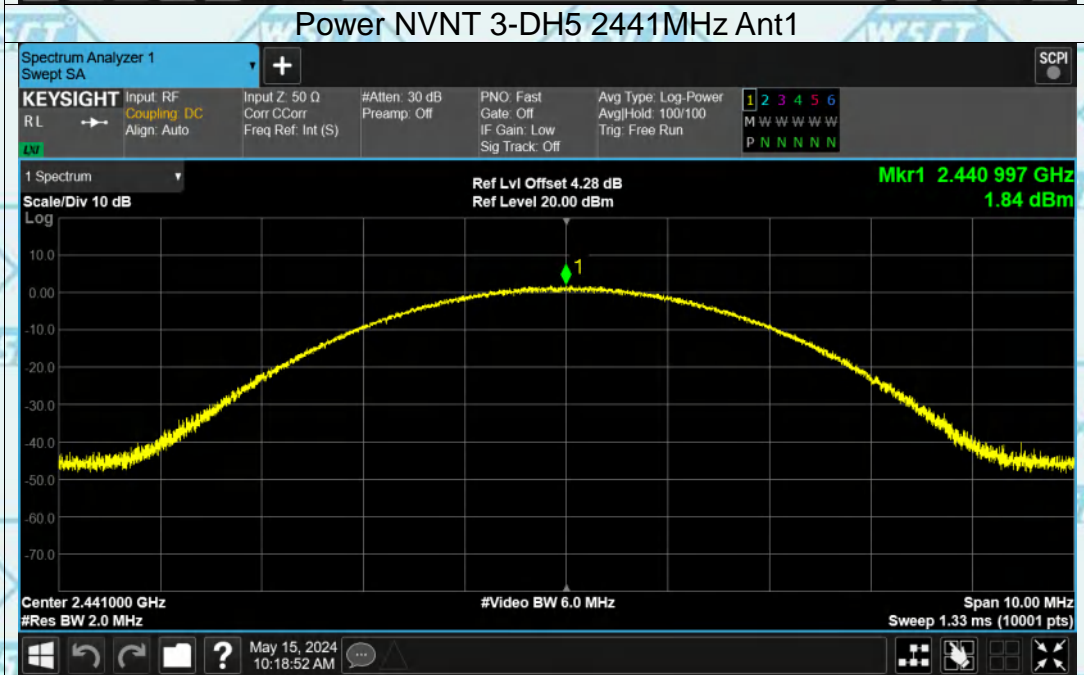 Power NVNT 3-DH5 2441MHz Ant1
Spectrum Analyzer 1
Swept SA
+
SCPI
KEYSIGHT
RL
LXI
Input: RF
Coupling: DC
Align: Auto
Input Z: 50 Ω
Corr CCorr
Freq Ref: Int (S)
#Atten: 30 dB
Preamp: Off
PNO: Fast
Gate: Off
IF Gain: Low
Sig Track: Off
Avg Type: Log-Power
Avg|Hold: 100/100
Trig: Free Run
1 2 3 4 5 6
M W W W W W
P N N N N N
1 Spectrum
Scale/Div 10 dB
Log
Ref Lvl Offset 4.28 dB
Ref Level 20.00 dBm
Mkr1 2.440 997 GHz
1.84 dBm
1
10.0
0.00
-10.0
-20.0
-30.0
-40.0
-50.0
-60.0
-70.0
Center 2.441000 GHz
#Res BW 2.0 MHz
#Video BW 6.0 MHz
Span 10.00 MHz
Sweep 1.33 ms (10001 pts)
?
May 15, 2024
10:18:52 AM